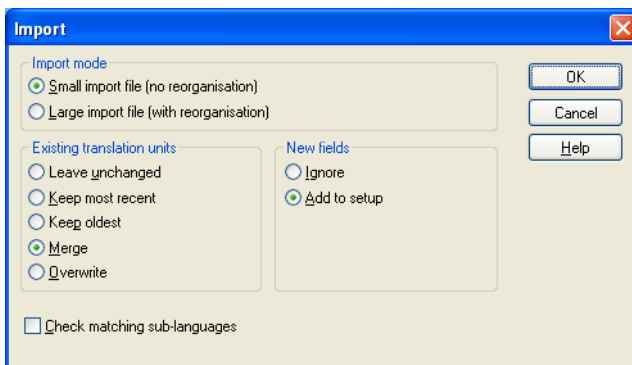 Import
Import mode
Small import file (no reorganisation)
Large import file (with reorganisation)
OK
Cancel
Help
Existing translation units
Leave unchanged
Keep most recent
Keep oldest
Merge
Overwrite
New fields
Ignore
Add to setup
Check matching sub-languages